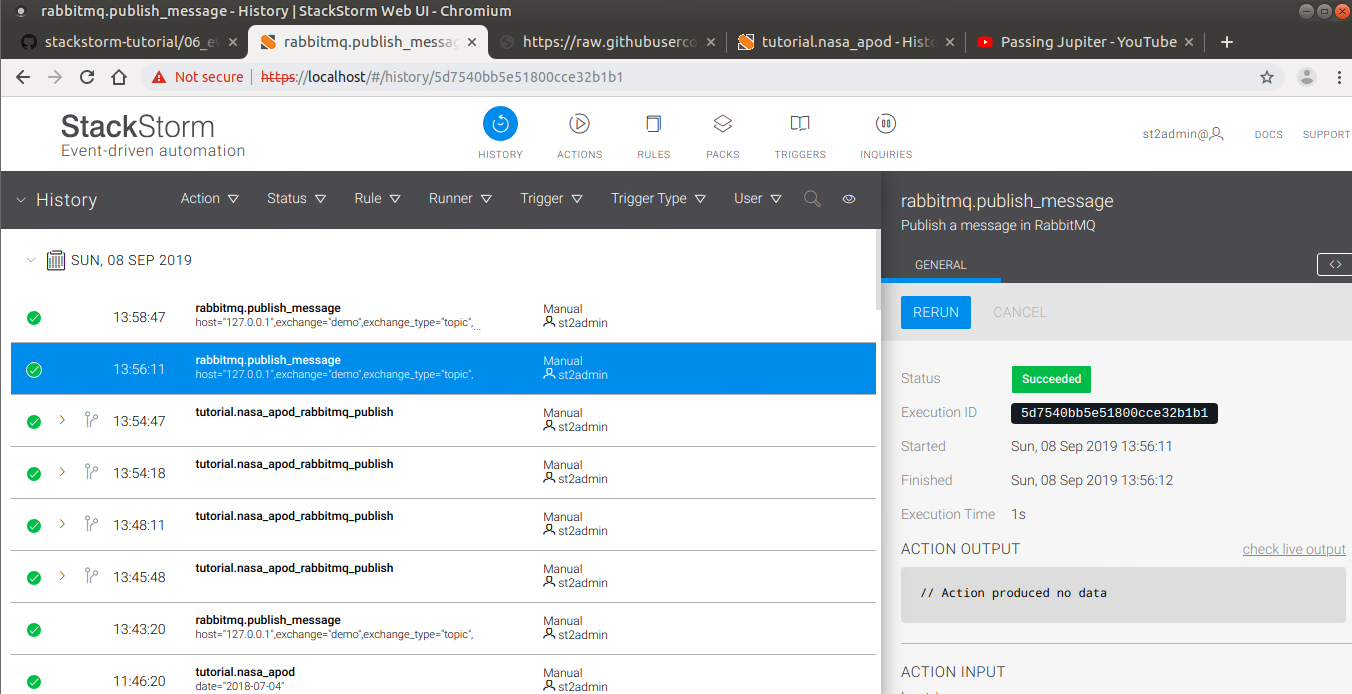 rabbitmq.publish_message - History | StackStorm Web UI - Chromium
stackstorm-tutorial/06_ev
rabbitmq.publish_messag
https://raw.githubuserco
tutorial.nasa_apod - Histo
Passing Jupiter - YouTube
Not secure | https://localhost/#/history/5d7540bb5e51800cce32b1b1
StackStorm
Event-driven automation
HISTORY
ACTIONS
RULES
PACKS
TRIGGERS
INQUIRIES
st2admin@
DOCS
SUPPORT
History
Action
Status
Rule
Runner
Trigger
Trigger Type
User
SUN, 08 SEP 2019
13:58:47
rabbitmq.publish_message
host="127.0.0.1",exchange="demo",exchange_type="topic",...
Manual
st2admin
13:56:11
rabbitmq.publish_message
host="127.0.0.1",exchange="demo",exchange_type="topic",
Manual
st2admin
13:54:47
tutorial.nasa_apod_rabbitmq_publish
Manual
st2admin
13:54:18
tutorial.nasa_apod_rabbitmq_publish
Manual
st2admin
13:48:11
tutorial.nasa_apod_rabbitmq_publish
Manual
st2admin
13:45:48
tutorial.nasa_apod_rabbitmq_publish
Manual
st2admin
13:43:20
rabbitmq.publish_message
host="127.0.0.1",exchange="demo",exchange_type="topic",
Manual
st2admin
11:46:20
tutorial.nasa_apod
date="2018-07-04"
Manual
st2admin
rabbitmq.publish_message
Publish a message in RabbitMQ
GENERAL
<>
RERUN
CANCEL
Status
Succeeded
Execution ID
5d7540bb5e51800cce32b1b1
Started
Sun, 08 Sep 2019 13:56:11
Finished
Sun, 08 Sep 2019 13:56:12
Execution Time
1s
ACTION OUTPUT
check live output
// Action produced no data
ACTION INPUT